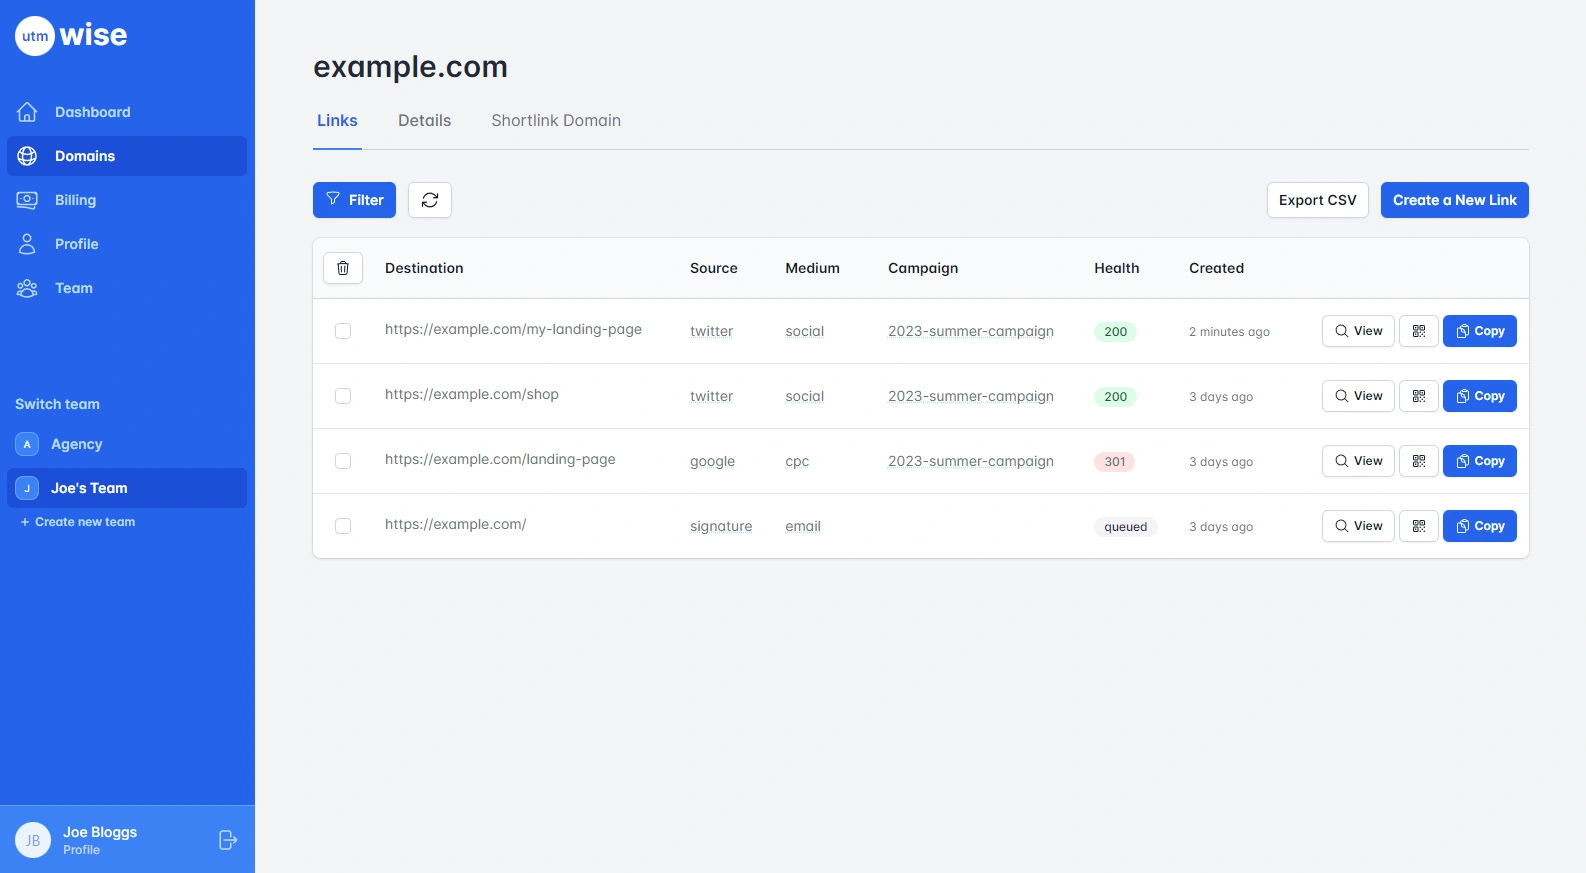 utm wise
Dashboard
Domains
Billing
Profile
Team
Switch team
A Agency
J Joe's Team
+ Create new team
JB Joe Bloggs
Profile
example.com
Links Details Shortlink Domain
Filter Export CSV Create a New Link
Destination Source Medium Campaign Health Created
https://example.com/my-landing-page twitter social 2023-summer-campaign 200 2 minutes ago View Copy
https://example.com/shop twitter social 2023-summer-campaign 200 3 days ago View Copy
https://example.com/landing-page google cpc 2023-summer-campaign 301 3 days ago View Copy
https://example.com/ signature email queued 3 days ago View Copy